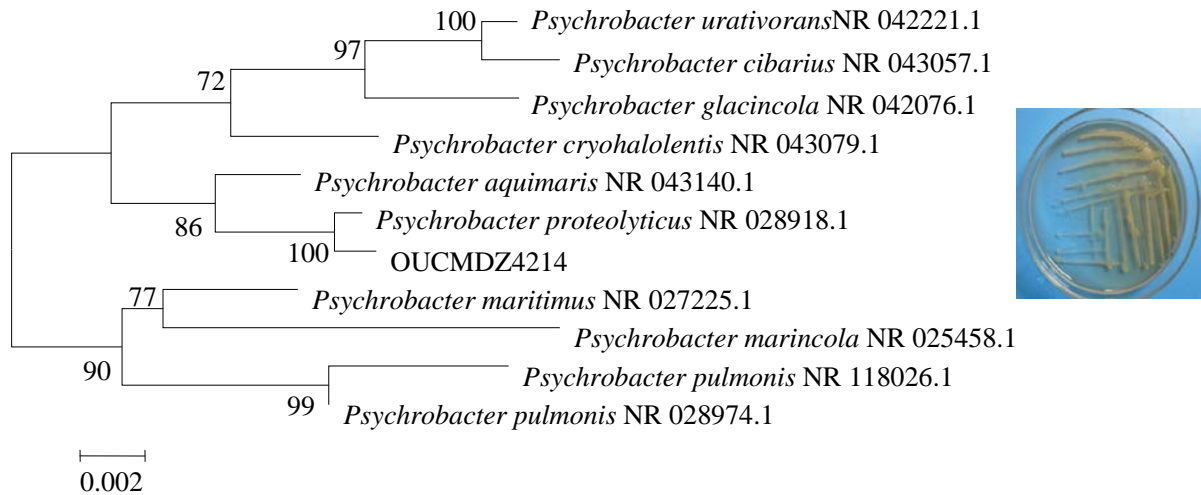 100
Psychrobacter urativoransNR 042221.1
97
Psychrobacter cibarius NR 043057.1
72
Psychrobacter glacincola NR 042076.1
Psychrobacter cryohalolentis NR 043079.1
Psychrobacter aquimaris NR 043140.1
86
Psychrobacter proteolyticus NR 028918.1
100
OUCMDZ4214
77
Psychrobacter maritimus NR 027225.1
Psychrobacter marincola NR 025458.1
90
Psychrobacter pulmonis NR 118026.1
99
Psychrobacter pulmonis NR 028974.1
0.002